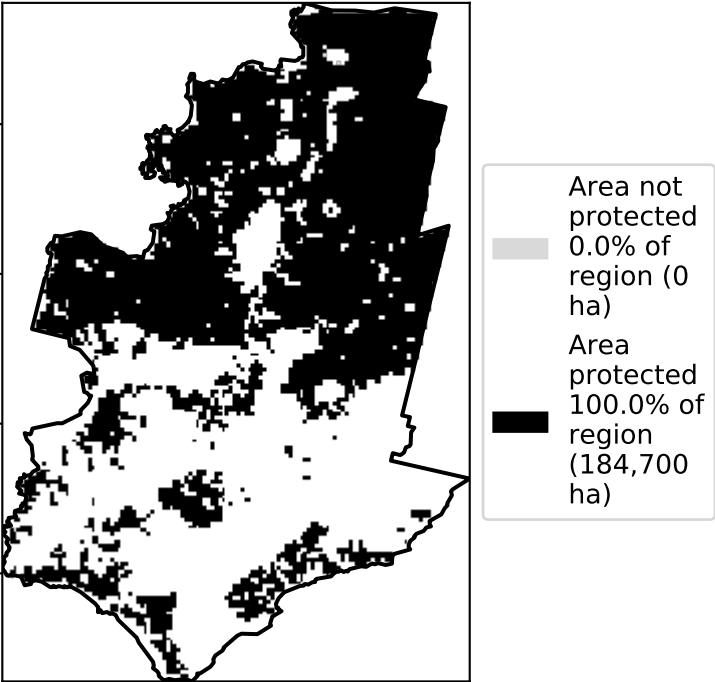 Area not
protected
0.0% of
region (0
ha)
Area
protected
100.0% of
region
(184,700
ha)